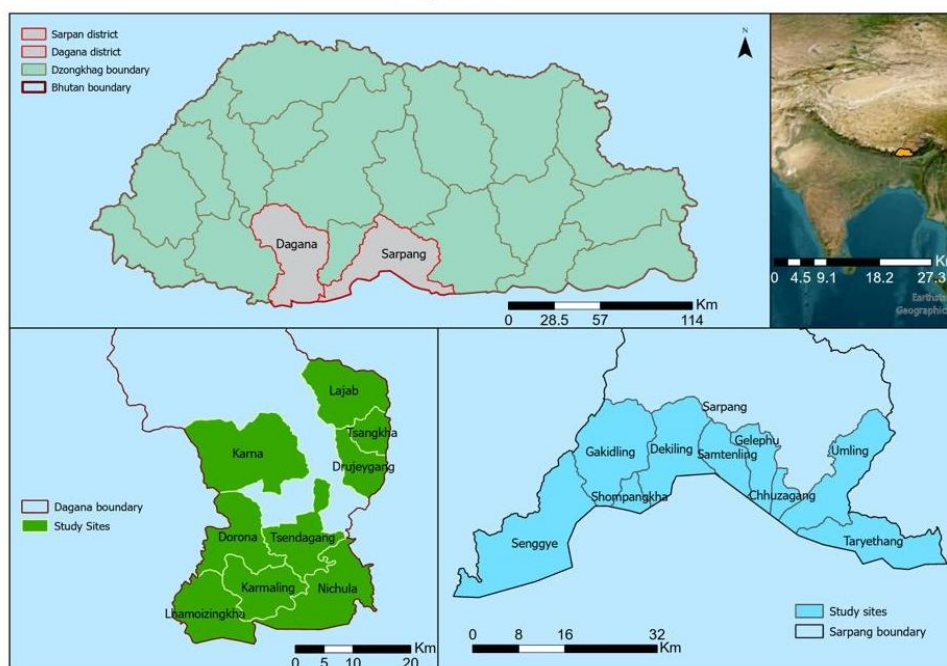 Sarpan district
Dagana district
Dzongkhag boundary
Bhutan boundary
N
Dagana
Sarpang
Km
0 28.5 57 114
Km
0 4.5 9.1 18.2 27.3
Earthsta
Geographic
Lajab
Tsangkha
Karna
Drujeygang
Dagana boundary
Study Sites
Dorona
Tsendagang
Karmaling
Nichula
Lhamoizingkha
Km
0 5 10 20
Sarpang
Gelephu
Gakidling
Dekiling
Samtenling
Umling
Shompangkha
Chhuzagang
Senggye
Taryethang
Study sites
Sarpang boundary
Km
0 8 16 32